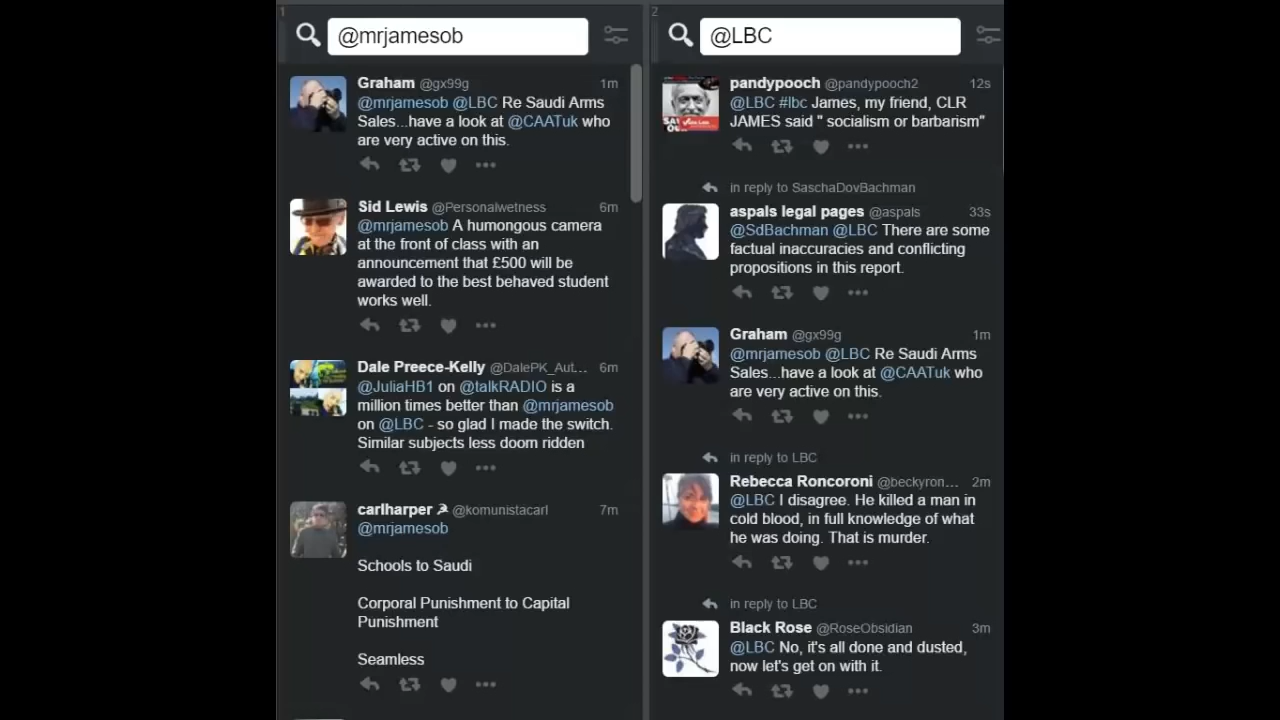 1
@mrjamesob
Graham @gx99g 1m
@mrjamesob @LBC Re Saudi Arms
Sales...have a look at @CAATuk who
are very active on this.
Sid Lewis @Personalwetness 6m
@mrjamesob A humongous camera
at the front of class with an
announcement that £500 will be
awarded to the best behaved student
works well.
Dale Preece-Kelly @DalePK_Aut... 6m
@JuliaHB1 on @talkRADIO is a
million times better than @mrjamesob
on @LBC - so glad I made the switch.
Similar subjects less doom ridden
carlharper ☭ @komunistacarl 7m
@mrjamesob
Schools to Saudi
Corporal Punishment to Capital
Punishment
Seamless
2
@LBC
pandypooch @pandypooch2 12s
@LBC #lbc James, my friend, CLR
JAMES said " socialism or barbarism"
in reply to SaschaDovBachman
aspals legal pages @aspals 33s
@SdBachman @LBC There are some
factual inaccuracies and conflicting
propositions in this report.
Graham @gx99g 1m
@mrjamesob @LBC Re Saudi Arms
Sales...have a look at @CAATuk who
are very active on this.
in reply to LBC
Rebecca Roncoroni @beckyron... 2m
@LBC I disagree. He killed a man in
cold blood, in full knowledge of what
he was doing. That is murder.
in reply to LBC
Black Rose @RoseObsidian 3m
@LBC No, it's all done and dusted,
now let's get on with it.